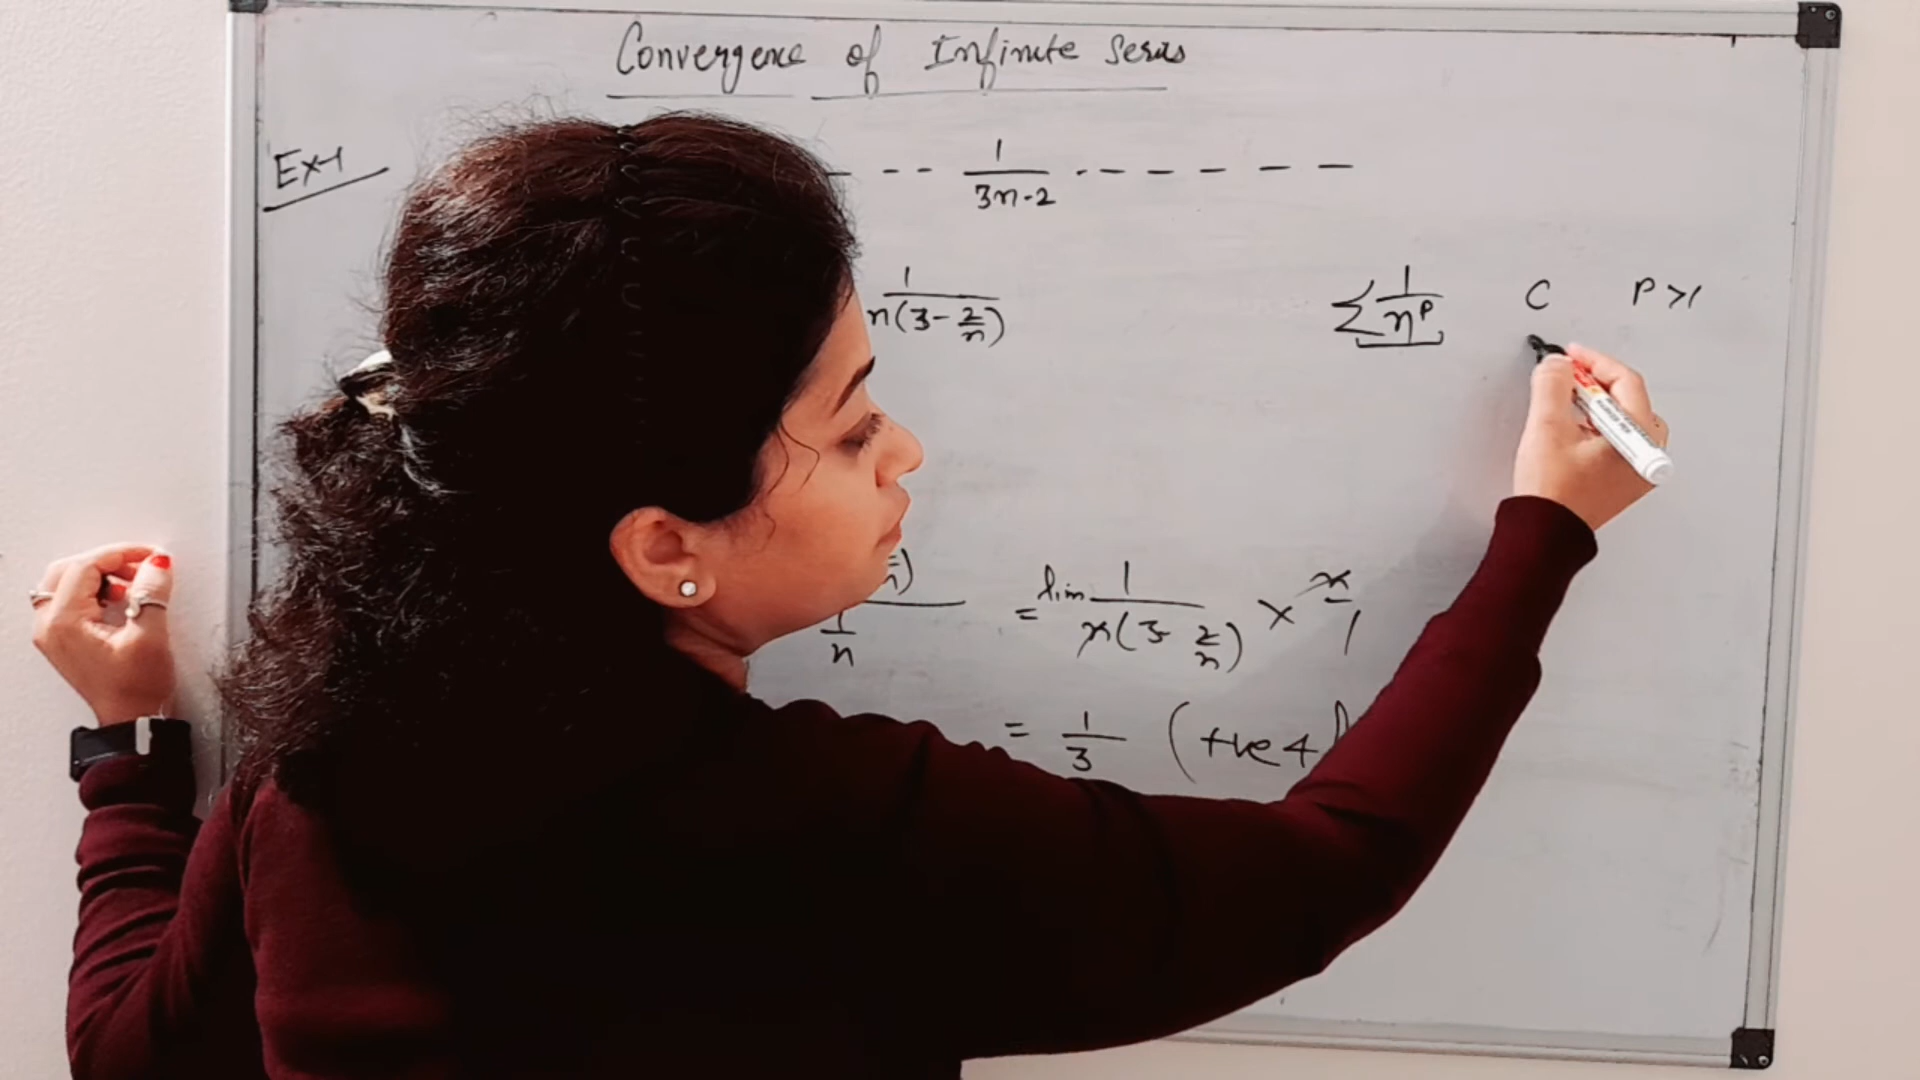 Convergence of Infinite Series
Ex-1 - - - 1/(3n-2) - - - - - - -
1/(n(3-2/n)) ∑ 1/n^p C P>1
n) / (1/n) = lim 1/(n(3-2/n)) × n/1
= 1/3 (+ve &